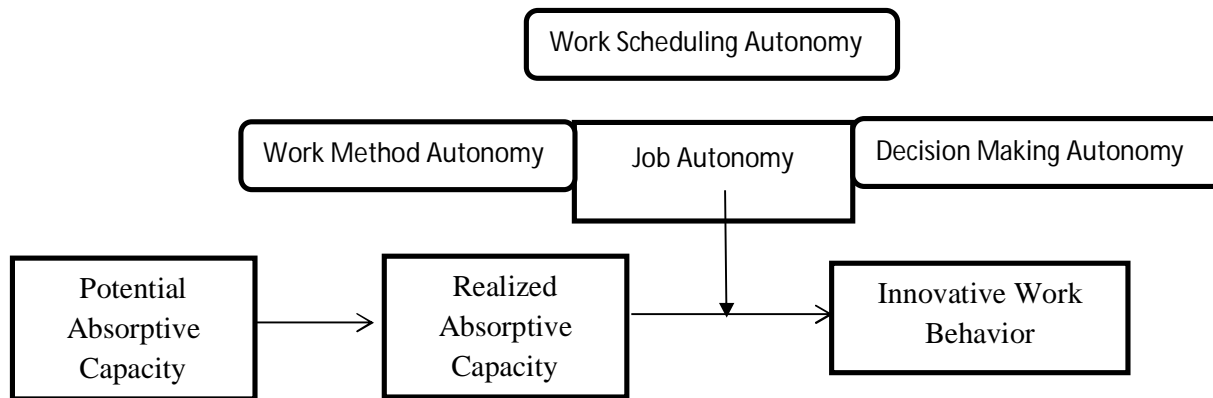 Work Scheduling Autonomy
Work Method Autonomy
Job Autonomy
Decision Making Autonomy
Potential
Absorptive
Capacity
Realized
Absorptive
Capacity
Innovative Work
Behavior